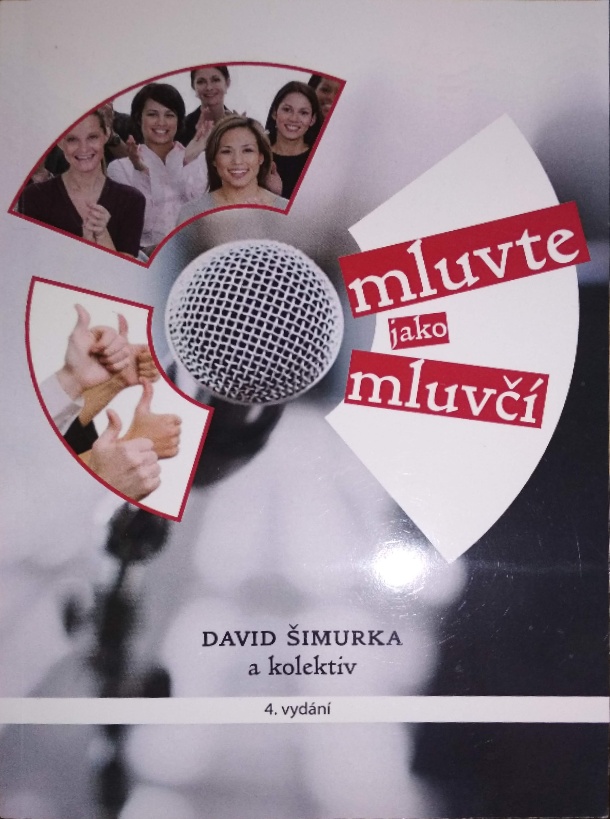 mluvte
jako
mluvčí
DAVID ŠIMURKA
a kolektiv
4. vydání